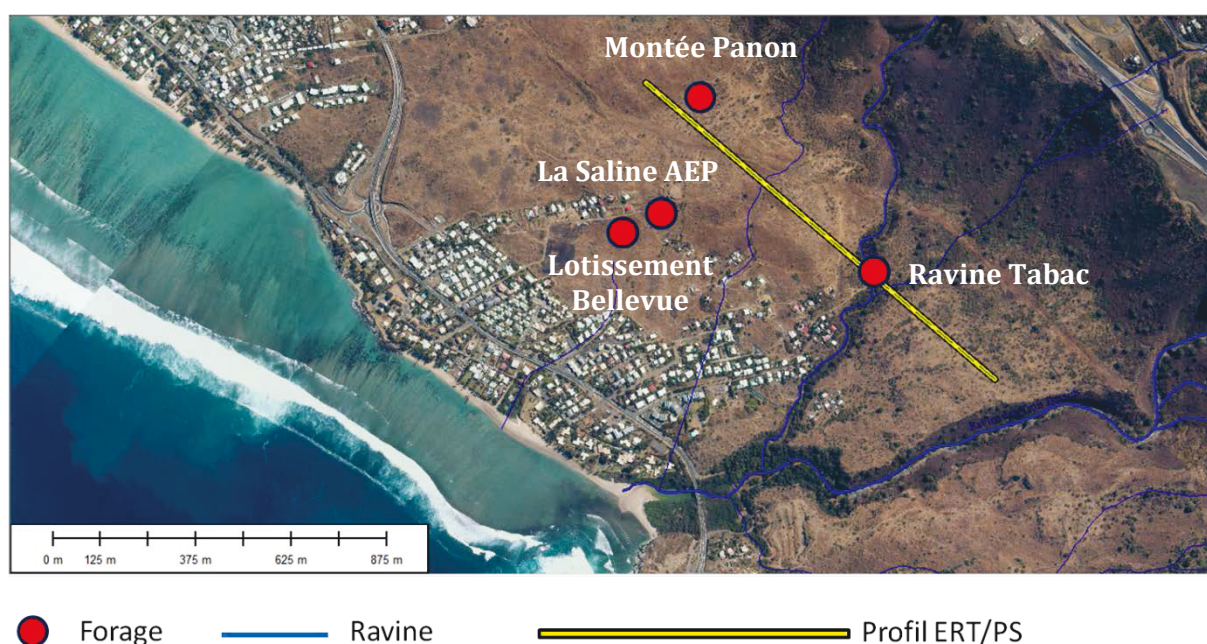 Montée Panon
La Saline AEP
Lotissement
Bellevue
Ravine Tabac
0 m 125 m 375 m 625 m 875 m
Forage
Ravine
Profil ERT/PS